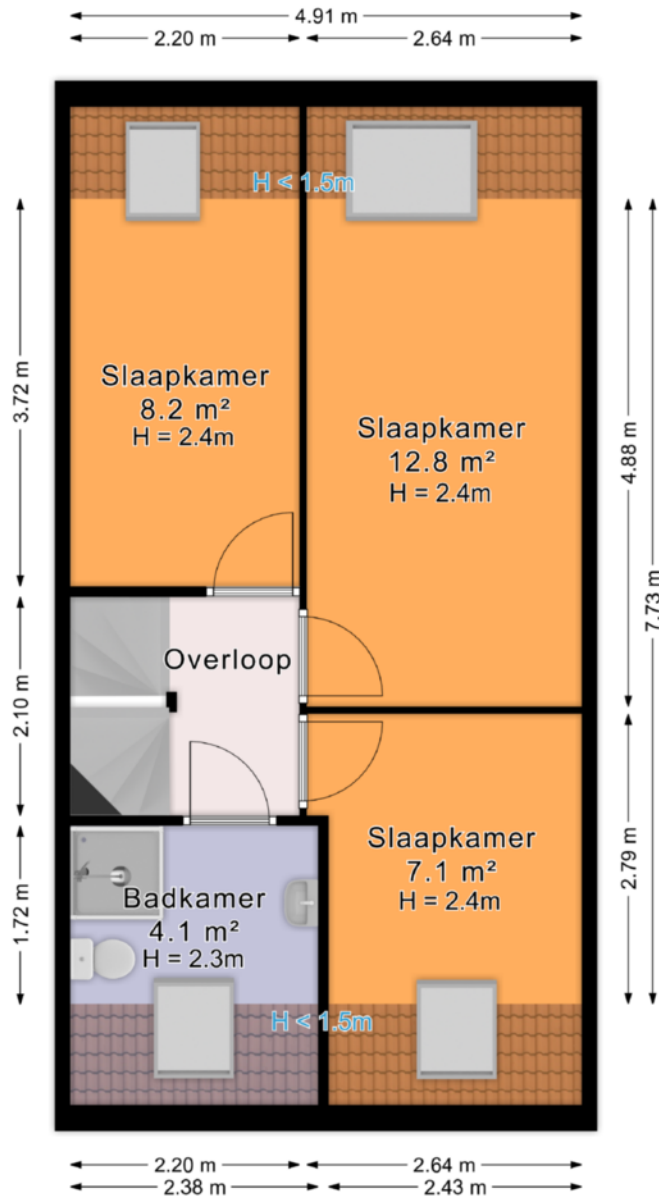 4.91 m
2.20 m
2.64 m
H < 1.5m
3.72 m
Slaapkamer
8.2 m²
H = 2.4m
Slaapkamer
12.8 m²
H = 2.4m
4.88 m
7.73 m
2.10 m
Overloop
Slaapkamer
7.1 m²
H = 2.4m
2.79 m
1.72 m
Badkamer
4.1 m²
H = 2.3m
H < 1.5m
2.20 m
2.64 m
2.38 m
2.43 m